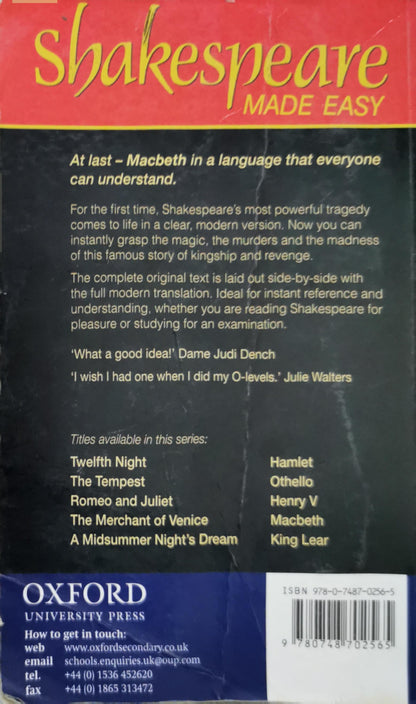 Shakespeare
MADE EASY
At last – Macbeth in a language that everyone
can understand.
For the first time, Shakespeare's most powerful tragedy
comes to life in a clear, modern version. Now you can
instantly grasp the magic, the murders and the madness
of this famous story of kingship and revenge.
The complete original text is laid out side-by-side with
the full modern translation. Ideal for instant reference and
understanding, whether you are reading Shakespeare for
pleasure or studying for an examination.
'What a good idea!' Dame Judi Dench
'I wish I had one when I did my O-levels.' Julie Walters
Titles available in this series:
Twelfth Night Hamlet
The Tempest Othello
Romeo and Juliet Henry V
The Merchant of Venice Macbeth
A Midsummer Night's Dream King Lear
OXFORD
UNIVERSITY PRESS
How to get in touch:
web www.oxfordsecondary.co.uk
email schools.enquiries.uk@oup.com
tel. +44 (0) 1536 452620
fax +44 (0) 1865 313472
ISBN 978-0-7487-0256-5
9 780748 702565